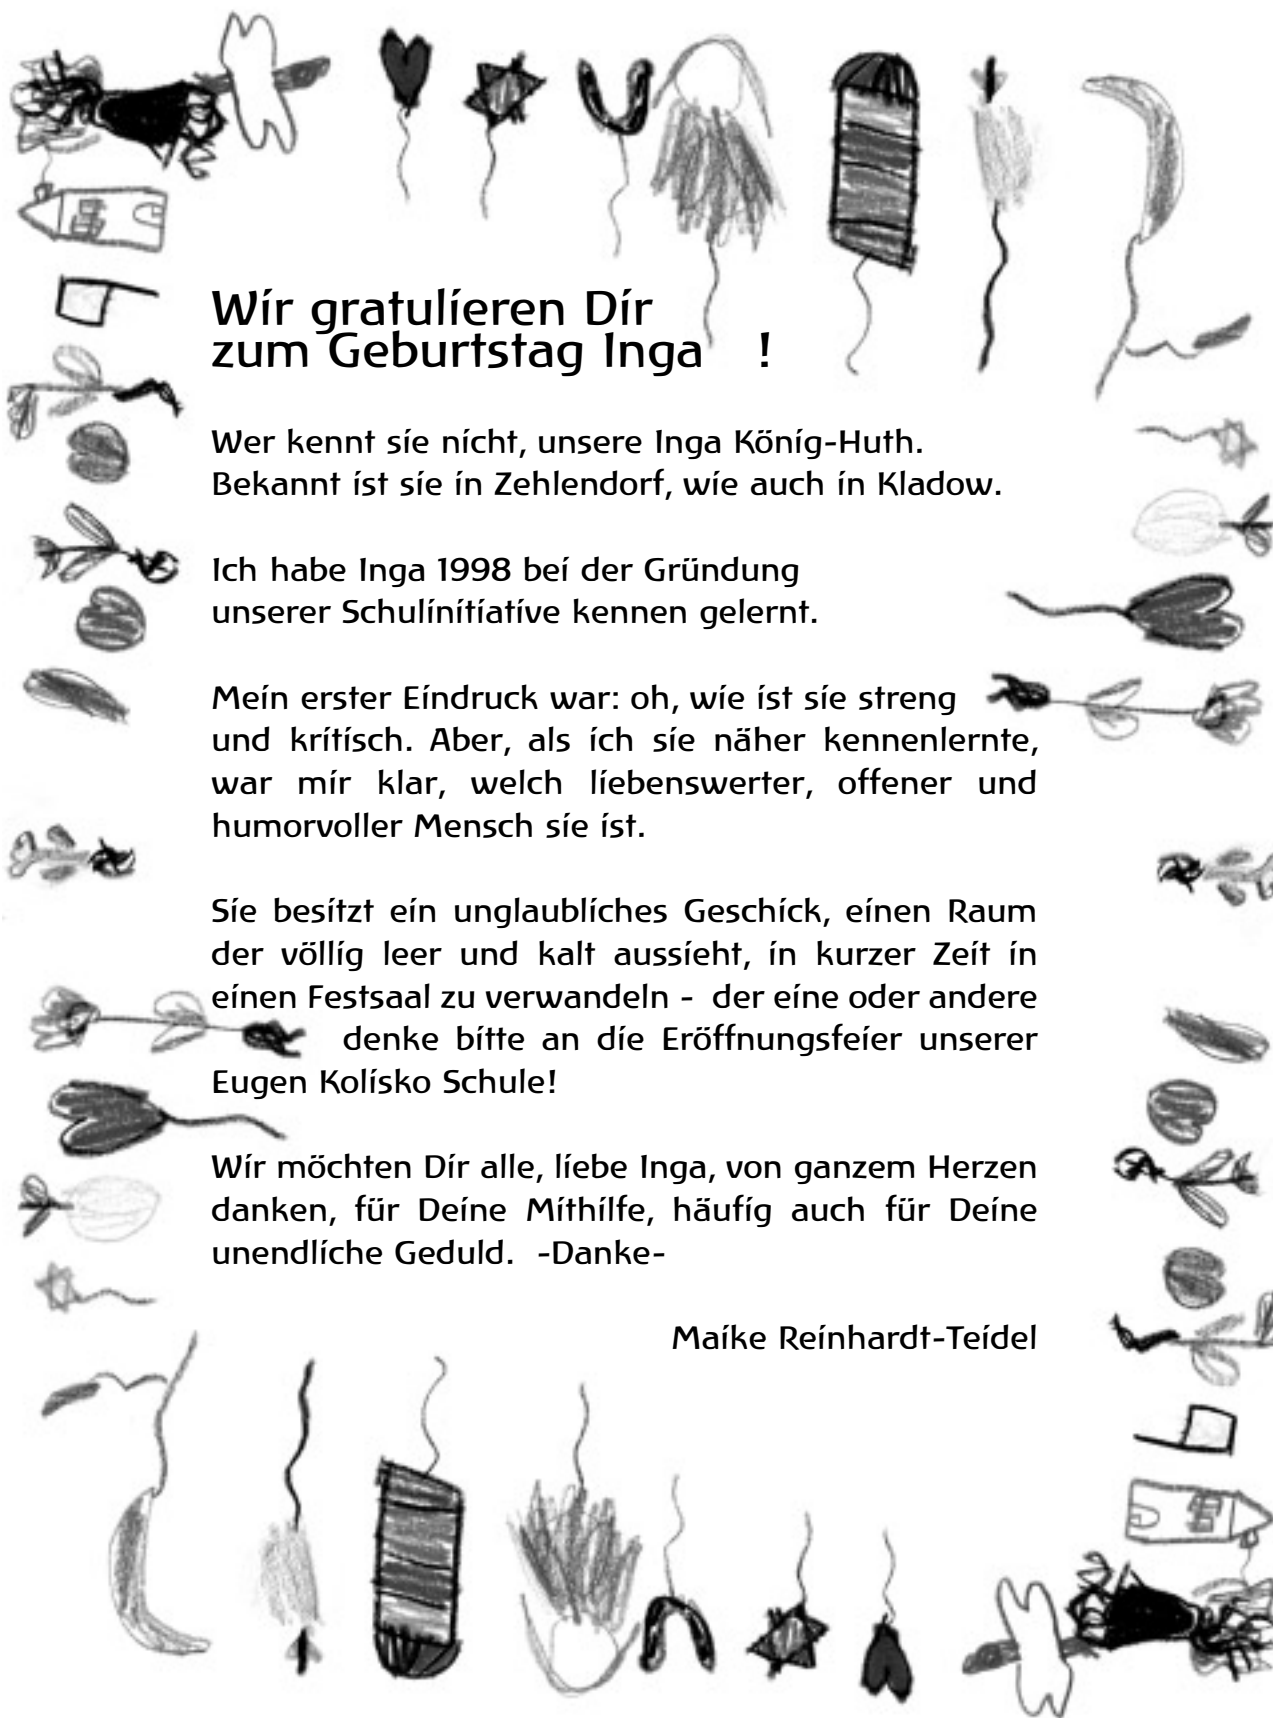 Wir gratulieren Dir
zum Geburtstag Inga !
Wer kennt sie nicht, unsere Inga König-Huth.
Bekannt ist sie in Zehlendorf, wie auch in Kladow.
Ich habe Inga 1998 bei der Gründung
unserer Schulinitiative kennen gelernt.
Mein erster Eindruck war: oh, wie ist sie streng
und kritisch. Aber, als ich sie näher kennenlernte,
war mir klar, welch liebenswerter, offener und
humorvoller Mensch sie ist.
Sie besitzt ein unglaubliches Geschick, einen Raum
der völlig leer und kalt aussieht, in kurzer Zeit in
einen Festsaal zu verwandeln - der eine oder andere
denke bitte an die Eröffnungsfeier unserer
Eugen Kolisko Schule!
Wir möchten Dir alle, liebe Inga, von ganzem Herzen
danken, für Deine Mithilfe, häufig auch für Deine
unendliche Geduld. -Danke-
Maike Reinhardt-Teidel